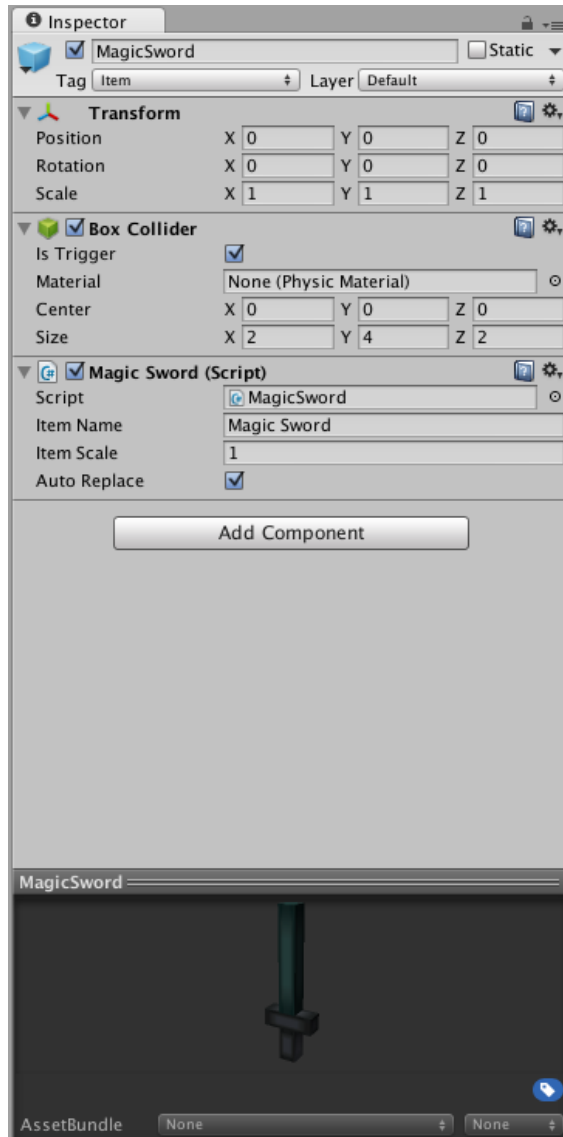 Inspector
MagicSword Static
Tag Item Layer Default
Transform
Position X 0 Y 0 Z 0
Rotation X 0 Y 0 Z 0
Scale X 1 Y 1 Z 1
Box Collider
Is Trigger
Material None (Physic Material)
Center X 0 Y 0 Z 0
Size X 2 Y 4 Z 2
C# Magic Sword (Script)
Script C# MagicSword
Item Name Magic Sword
Item Scale 1
Auto Replace
Add Component
MagicSword
AssetBundle None None